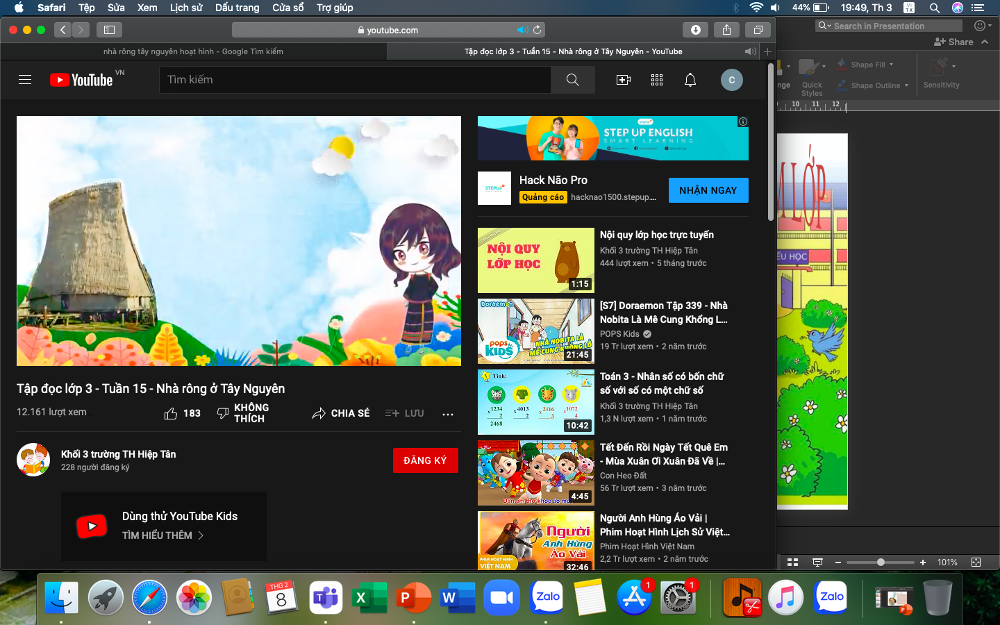 Safari Tệp Sửa Xem Lịch sử Dấu trang Cửa sổ Trợ giúp 44% 19:49, Th 3 VI TX
youtube.com
nhà rông tây nguyên hoạt hình - Google Tìm kiếm
Tập đọc lớp 3 - Tuần 15 - Nhà rông ở Tây Nguyên - YouTube
YouTube VN
Tìm kiếm
C
STEP UP ENGLISH
SMART LEARNING
STEPUP
Hack Não Pro
Quảng cáo hacknao1500.stepup....
NHẬN NGAY
NỘI QUY
LỚP HỌC
1:15
Nội quy lớp học trực tuyến
Khối 3 trường TH Hiệp Tân
444 lượt xem • 5 tháng trước
Doraemon
POPS
KIDS
NHÀ NOBITA LÀ
MÊ CUNG KHỔNG LỒ
21:45
[S7] Doraemon Tập 339 - Nhà
Nobita Là Mê Cung Khổng L...
POPS Kids
19 Tr lượt xem • 2 năm trước
Tính:
x 1234 x 4013 x 2116 x 1072
2 2 3 4
2468
10:42
Toán 3 - Nhân số có bốn chữ
số với số có một chữ số
Khối 3 trường TH Hiệp Tân
1,3 N lượt xem • 1 năm trước
Dàn em thơ khoe áo mới
4:45
Tết Đến Rồi Ngày Tết Quê Em
- Mùa Xuân Ơi Xuân Đã Về |...
Con Heo Đất
56 Tr lượt xem • 3 năm trước
Người
Anh Hùng
Áo Vải
PHIM HOẠT HÌNH
VIỆT NAM
32:46
Người Anh Hùng Áo Vải |
Phim Hoạt Hình Lịch Sử Việt...
Phim Hoạt Hình Việt Nam
2,2 Tr lượt xem • 2 năm trước
Tập đọc lớp 3 - Tuần 15 - Nhà rông ở Tây Nguyên
12.161 lượt xem
183
KHÔNG
THÍCH
CHIA SẺ
LƯU
Khối 3 trường TH Hiệp Tân
228 người đăng ký
ĐĂNG KÝ
Dùng thử YouTube Kids
TÌM HIỂU THÊM
Search in Presentation
Share
Shape Fill
Shape Outline
Quick
Styles
Sensitivity
nge
10 11 12
M LỚP
ỂU HỌC
101%
THG 2
8
Zalo
1
1
Zalo